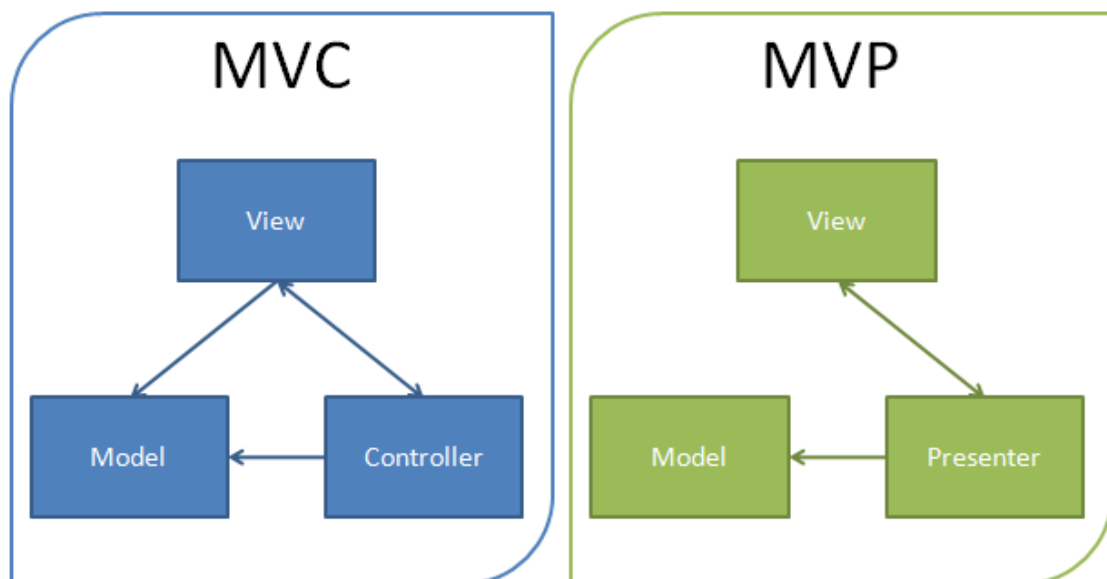 MVC
View
Model
Controller
MVP
View
Model
Presenter